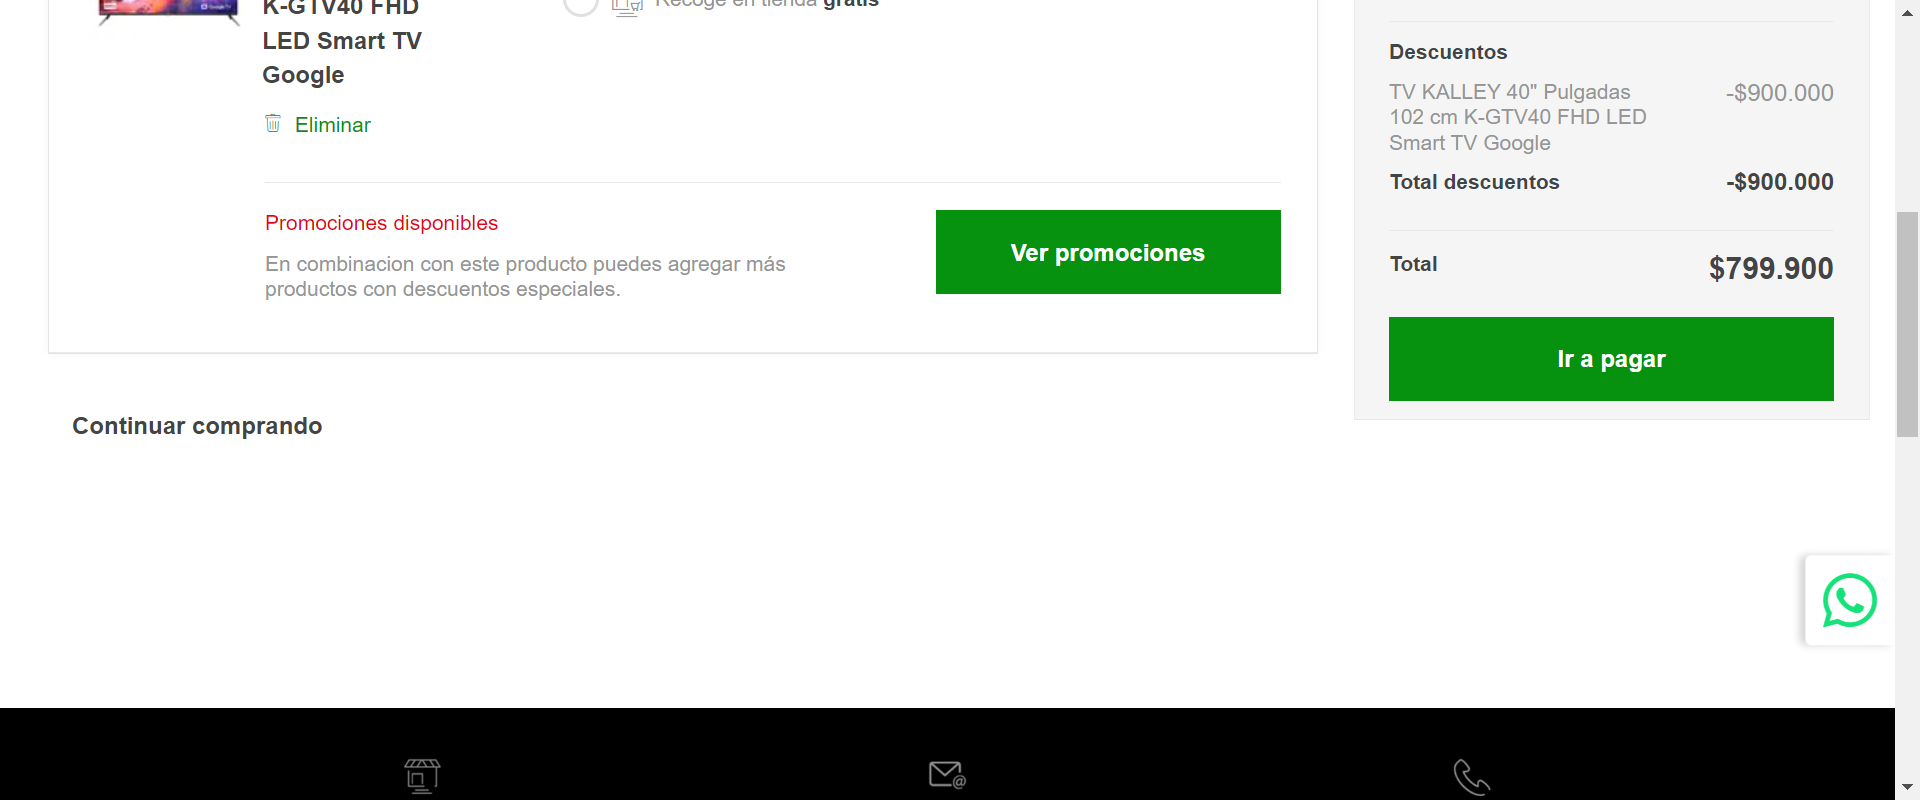 K-GTV40 FHD
LED Smart TV
Google
Recoge en tienda gratis
Eliminar
Promociones disponibles
En combinacion con este producto puedes agregar más
productos con descuentos especiales.
Ver promociones
Continuar comprando
Descuentos
TV KALLEY 40" Pulgadas
102 cm K-GTV40 FHD LED
Smart TV Google
-$900.000
Total descuentos
-$900.000
Total
$799.900
Ir a pagar